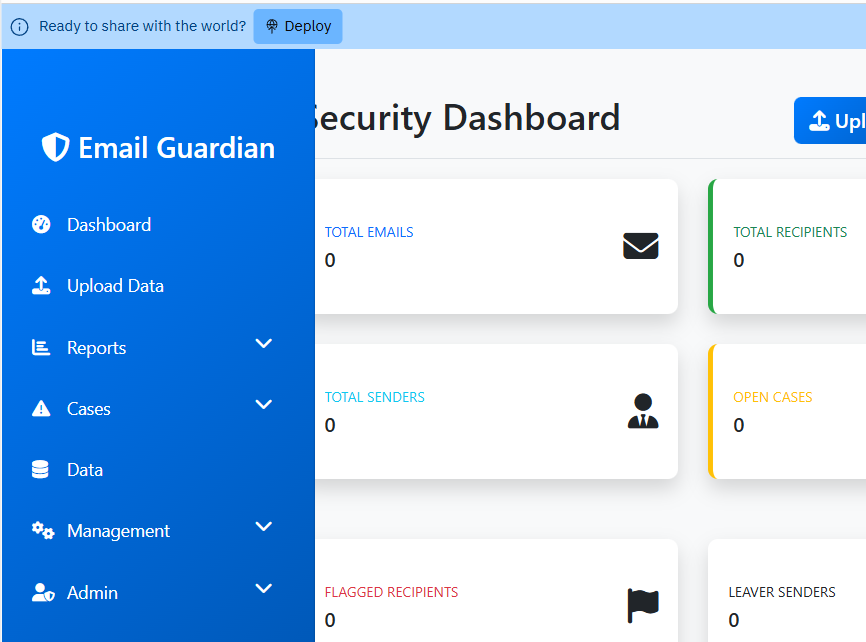 Ready to share with the world? Deploy
Email Guardian
Dashboard
Upload Data
Reports
Cases
Data
Management
Admin
Security Dashboard
Upl
TOTAL EMAILS
0
TOTAL RECIPIENTS
0
TOTAL SENDERS
0
OPEN CASES
0
FLAGGED RECIPIENTS
0
LEAVER SENDERS
0